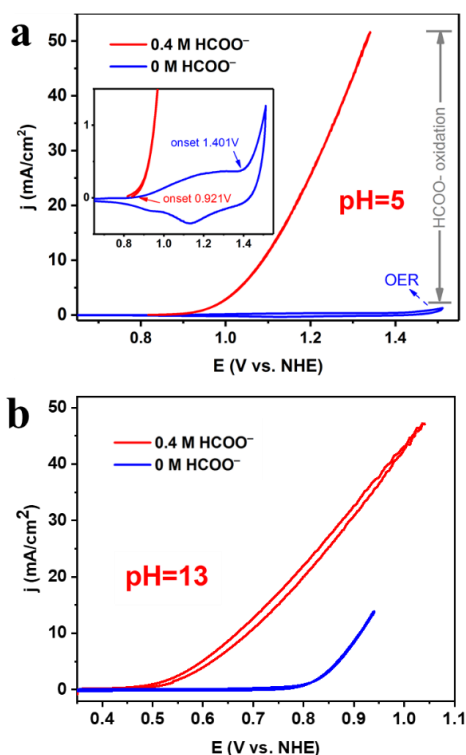 a
0.4 M HCOO⁻
0 M HCOO⁻
j (mA/cm²)
50
40
30
20
10
0
1
0
onset 1.401V
onset 0.921V
0.6 0.8 1.0 1.2 1.4
pH=5
HCOO- oxidation
OER
0.8 1.0 1.2 1.4
E (V vs. NHE)
b
0.4 M HCOO⁻
0 M HCOO⁻
j (mA/cm²)
50
40
30
20
10
0
pH=13
0.4 0.5 0.6 0.7 0.8 0.9 1.0 1.1
E (V vs. NHE)